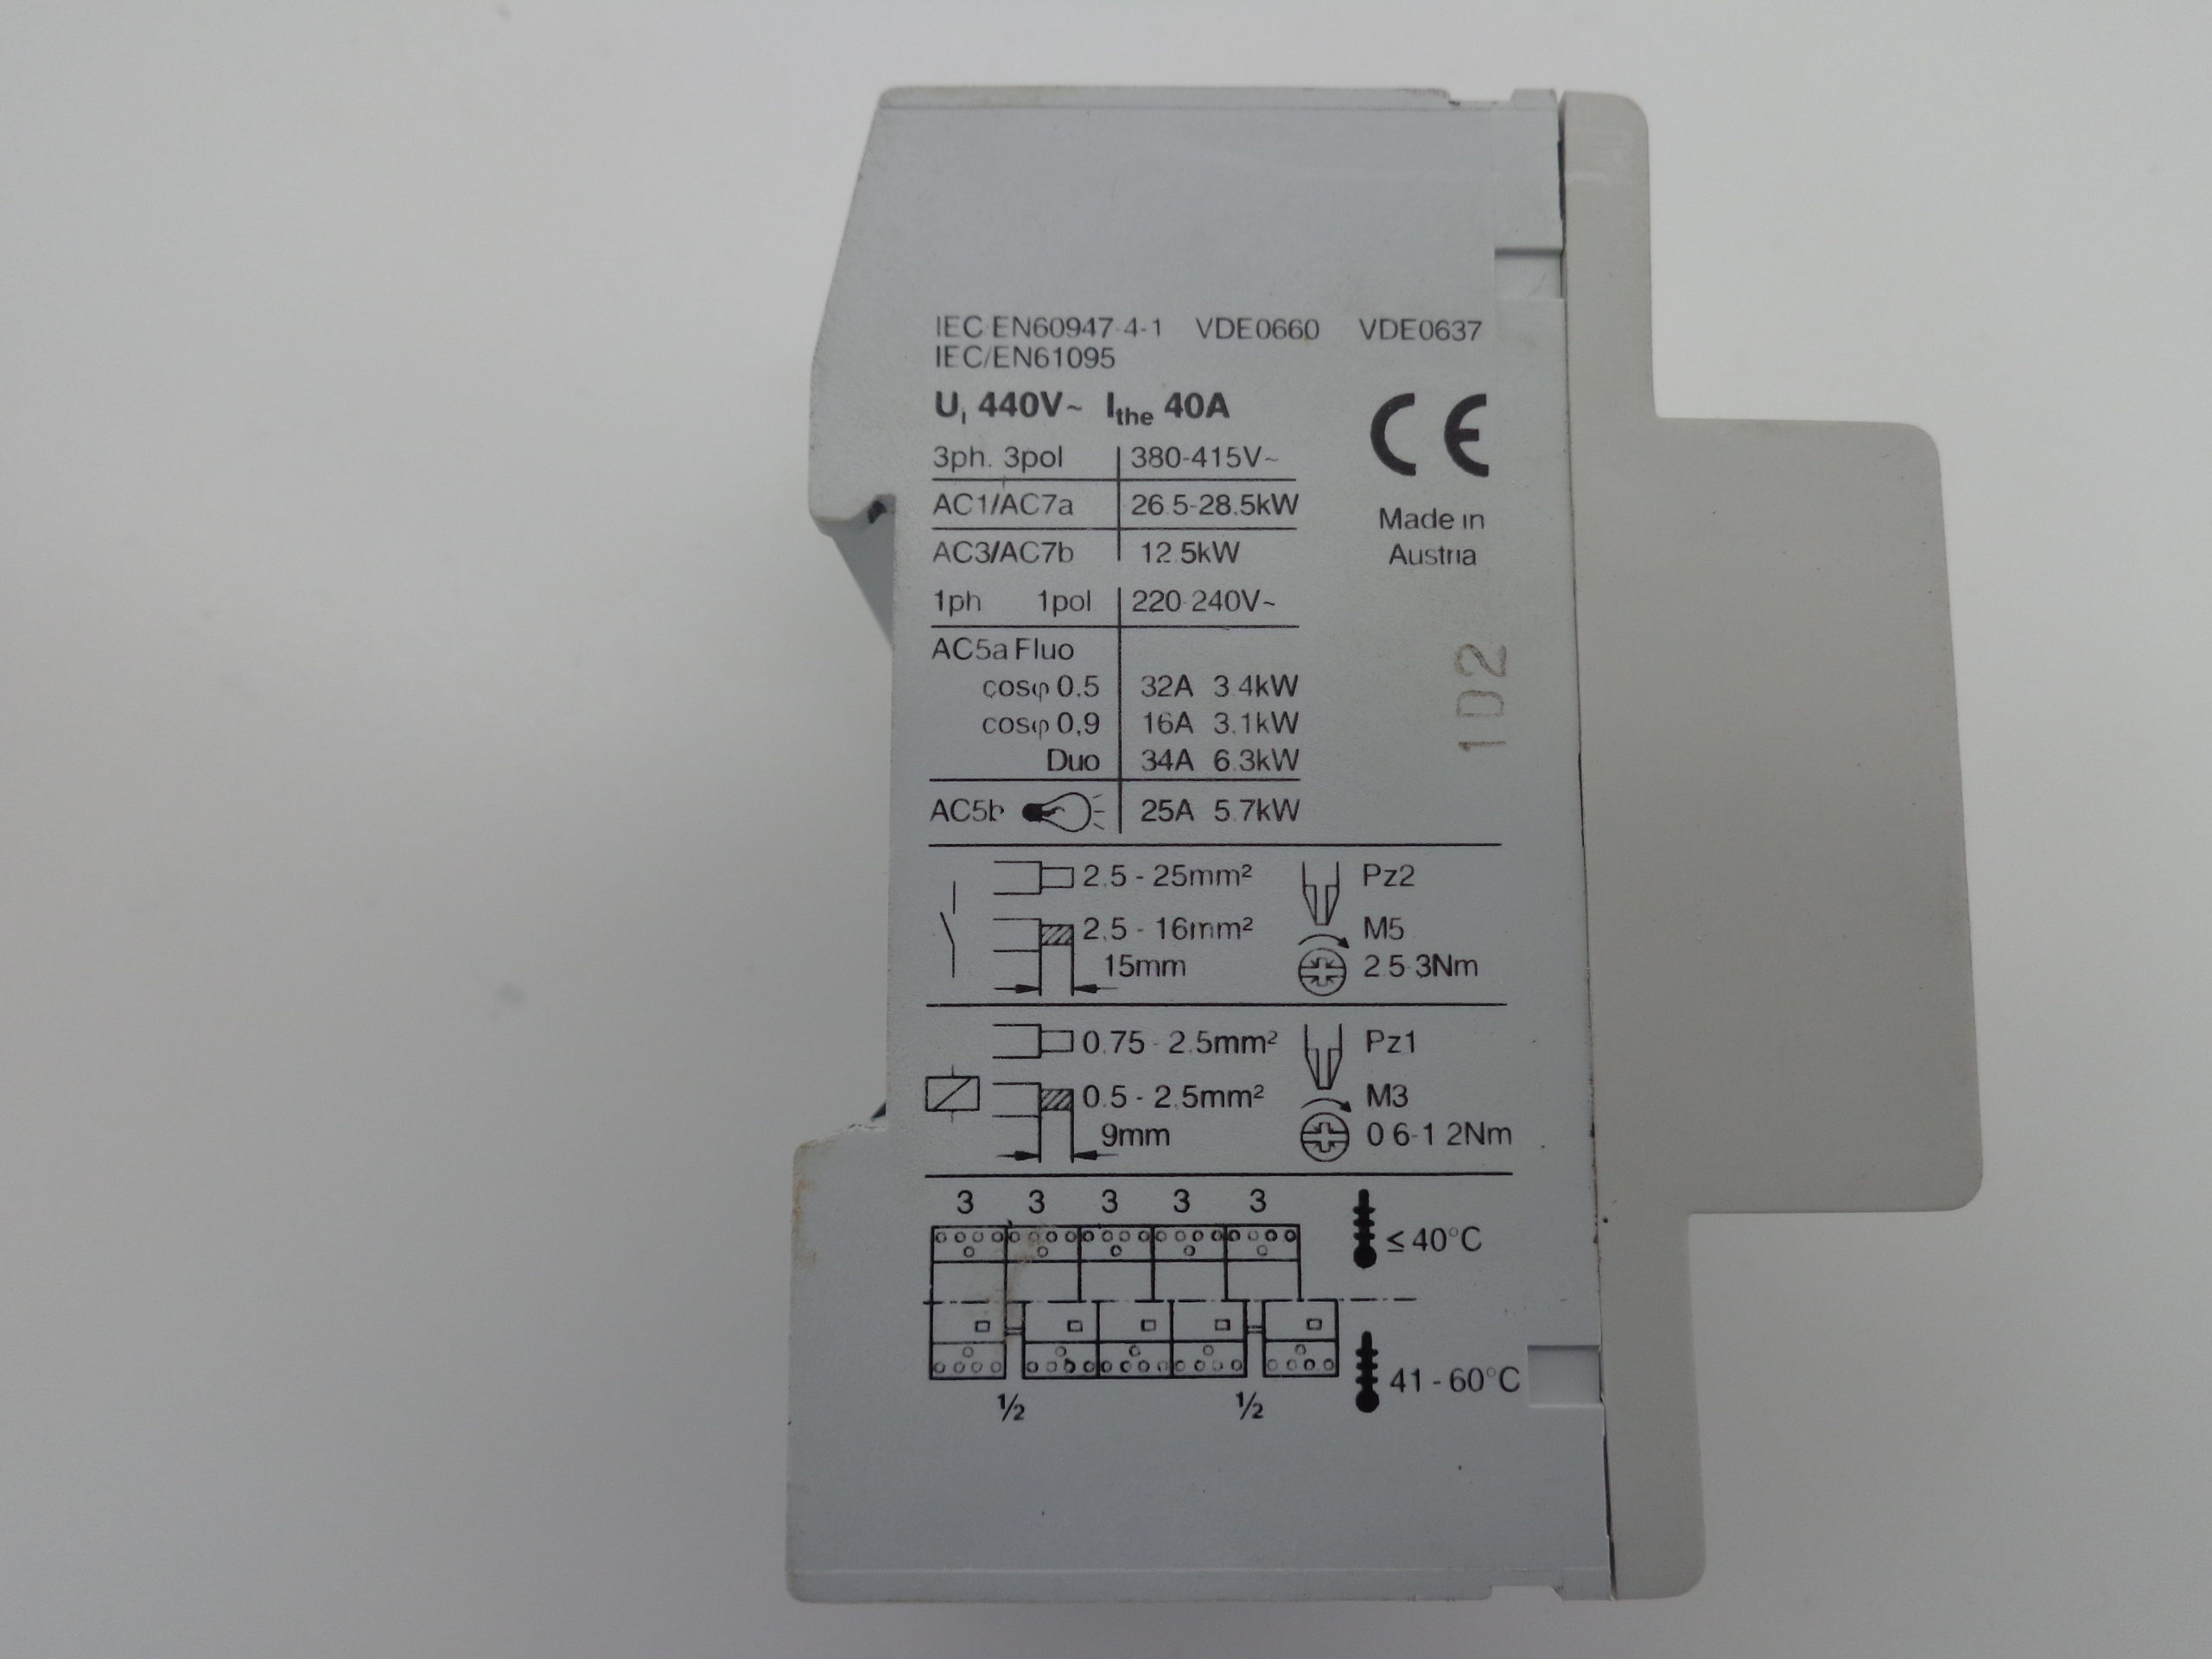 IEC EN60947-4-1 VDE0660 VDE0637
IEC/EN61095
Ui 440V~ Ithe 40A
CE
3ph. 3pol 380-415V~
AC1/AC7a 26.5-28.5kW
Made in
AC3/AC7b 12.5kW
Austria
1ph 1pol 220-240V~
AC5a Fluo
cosφ 0.5 32A 3.4kW
cosφ 0,9 16A 3.1kW
Duo 34A 6.3kW
1D2
AC5b 25A 5.7kW
2.5 - 25mm² Pz2
2.5 - 16mm² M5
15mm 2.5-3Nm
0.75 - 2.5mm² Pz1
0.5 - 2.5mm² M3
9mm 0.6-1.2Nm
3 3 3 3 3
≤ 40°C
41 - 60°C
½ ½